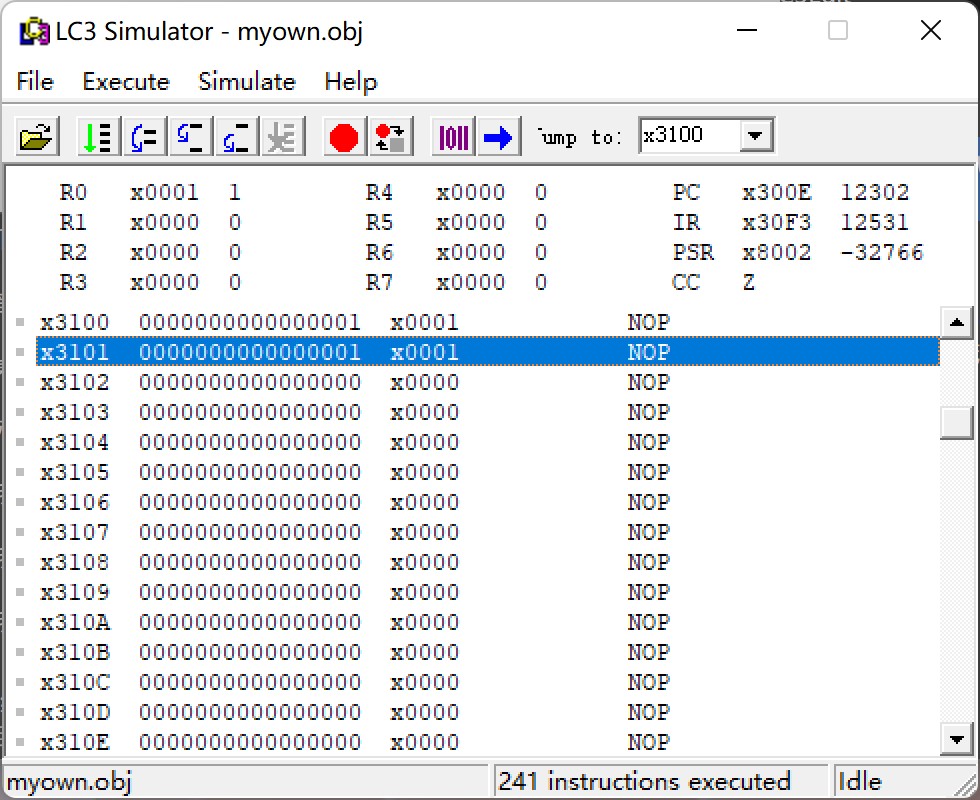 LC3 Simulator - myown.obj
File Execute Simulate Help
Jump to: x3100
R0 x0001 1 R4 x0000 0 PC x300E 12302
R1 x0000 0 R5 x0000 0 IR x30F3 12531
R2 x0000 0 R6 x0000 0 PSR x8002 -32766
R3 x0000 0 R7 x0000 0 CC Z
x3100 0000000000000001 x0001 NOP
x3101 0000000000000001 x0001 NOP
x3102 0000000000000000 x0000 NOP
x3103 0000000000000000 x0000 NOP
x3104 0000000000000000 x0000 NOP
x3105 0000000000000000 x0000 NOP
x3106 0000000000000000 x0000 NOP
x3107 0000000000000000 x0000 NOP
x3108 0000000000000000 x0000 NOP
x3109 0000000000000000 x0000 NOP
x310A 0000000000000000 x0000 NOP
x310B 0000000000000000 x0000 NOP
x310C 0000000000000000 x0000 NOP
x310D 0000000000000000 x0000 NOP
x310E 0000000000000000 x0000 NOP
myown.obj 241 instructions executed Idle